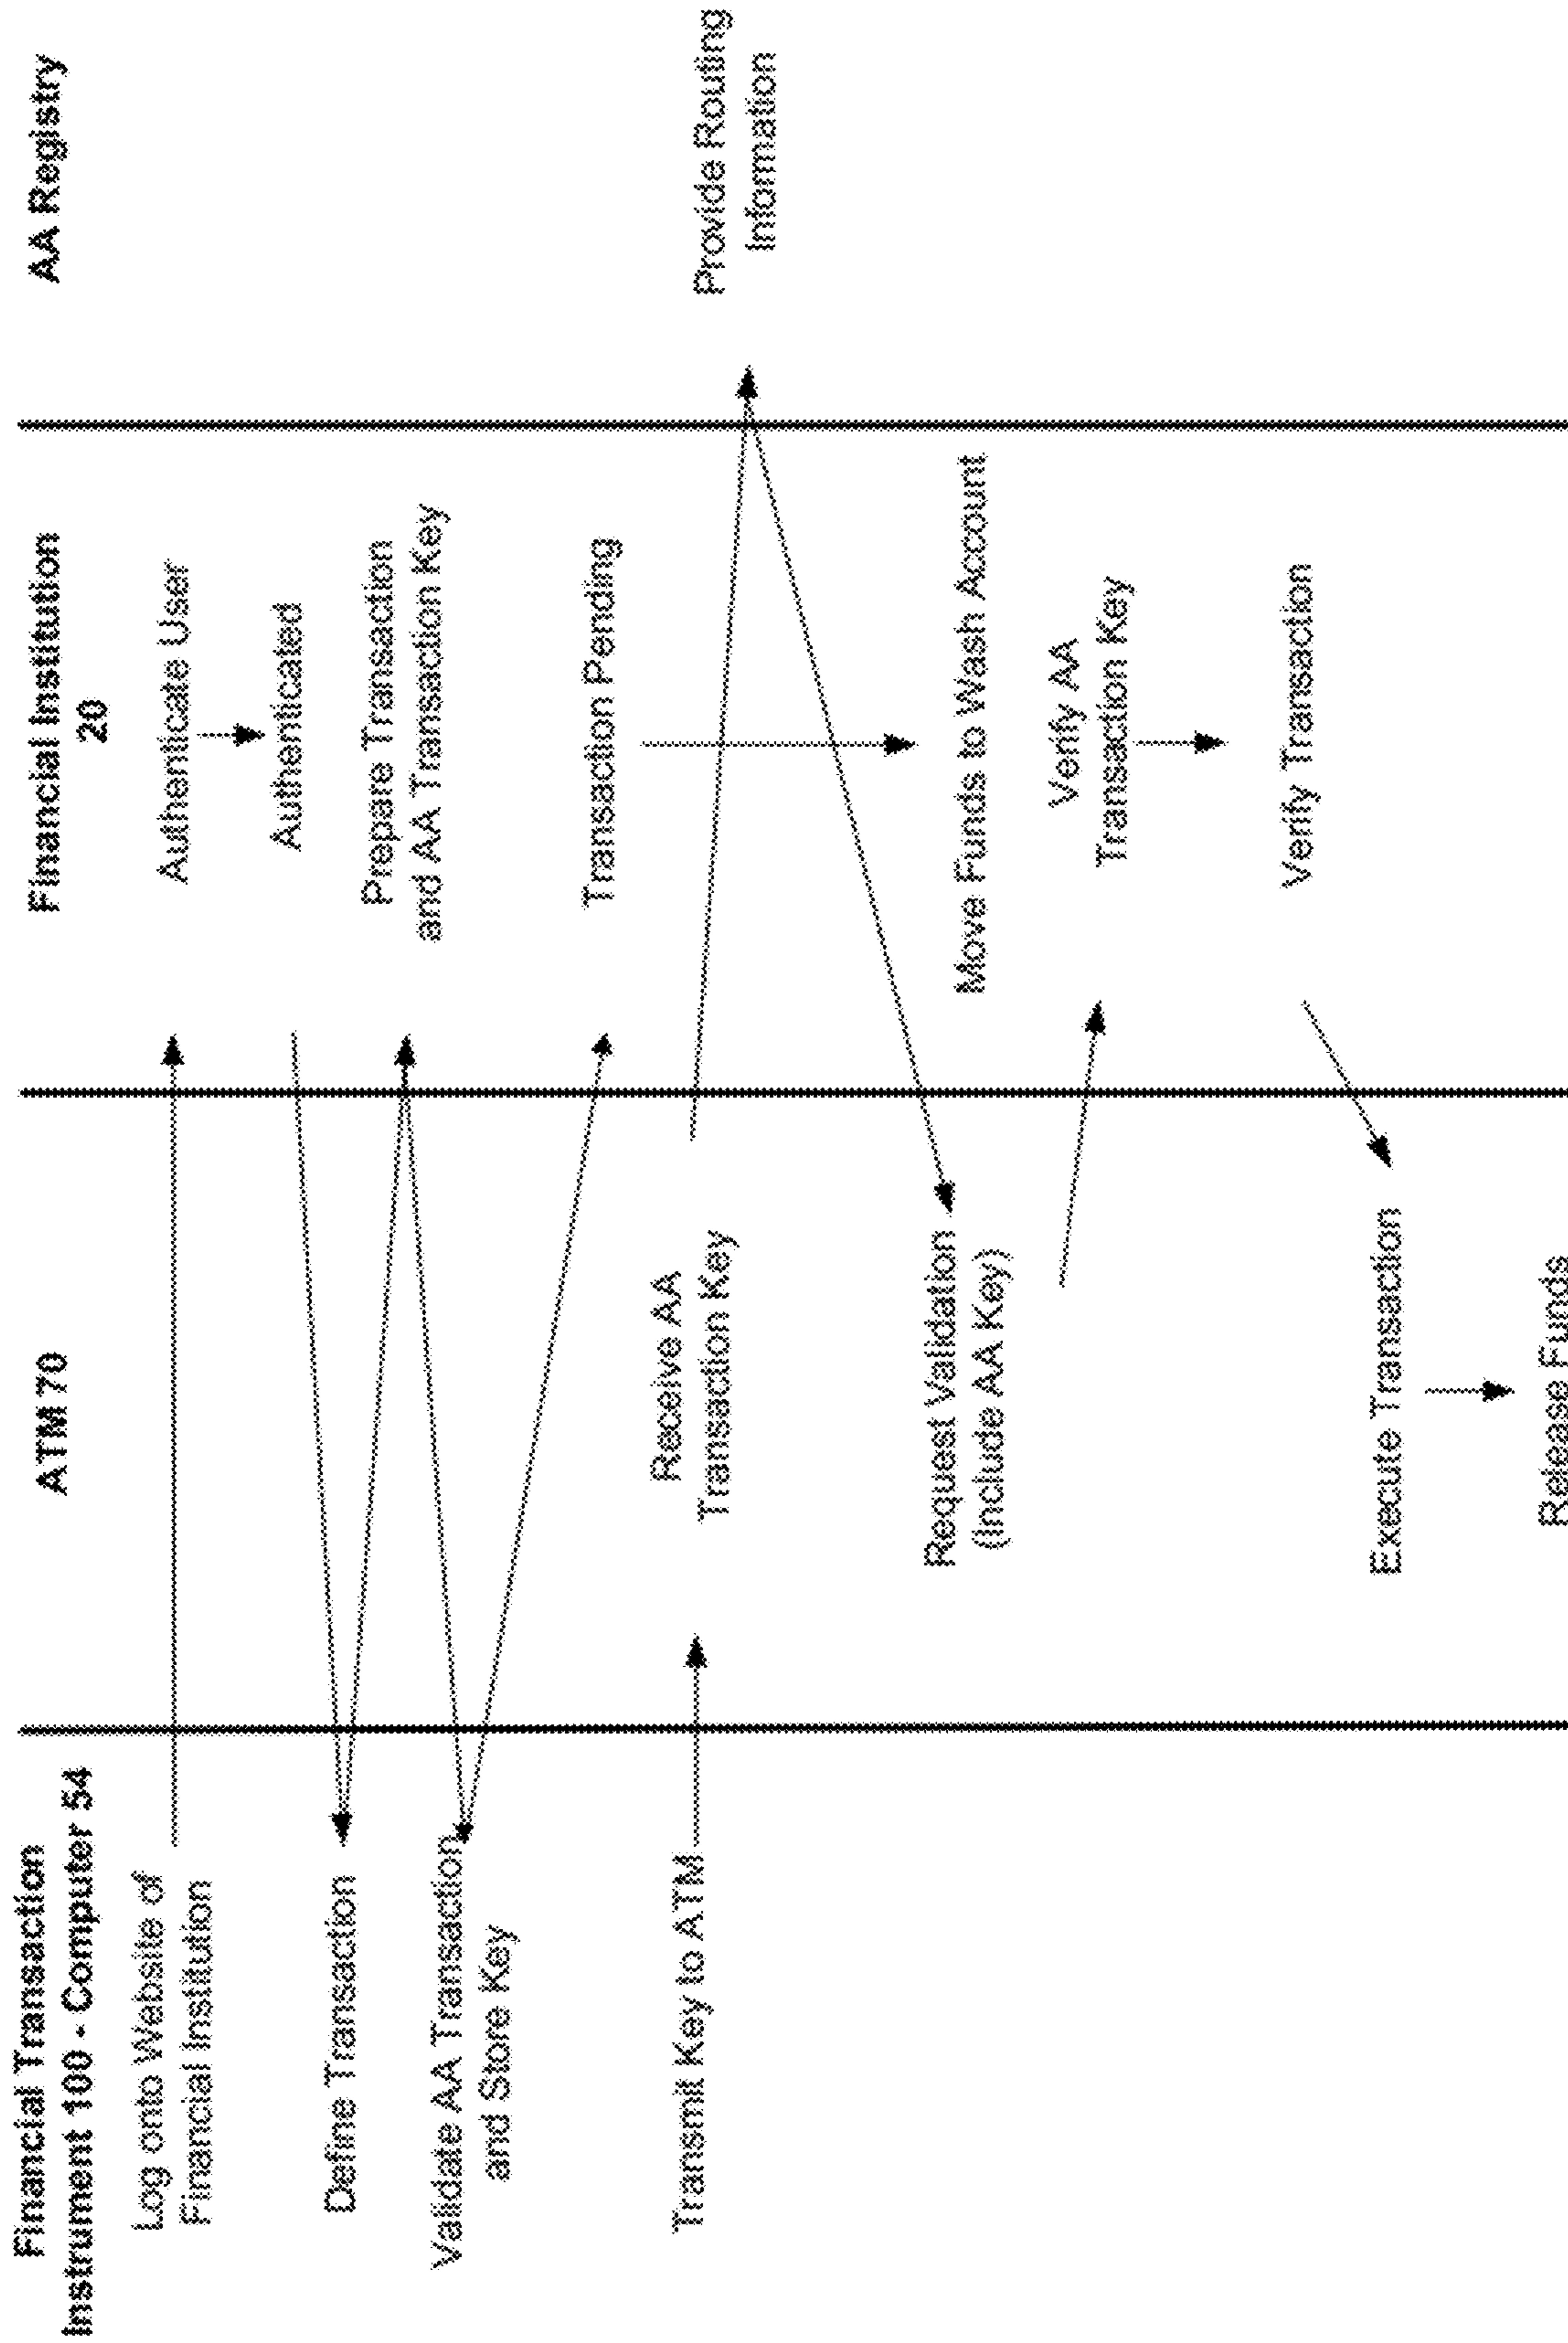 Financial Transaction
Instrument 100 - Computer 54
ATM 70
Financial Institution
20
AA Registry
Log onto Website of
Financial Institution
Authenticate User
Authenticated
Define Transaction
Prepare Transaction
and AA Transaction Key
Validate AA Transaction
and Store Key
Transaction Pending
Transmit Key to ATM
Receive AA
Transaction Key
Provide Routing
Information
Request Validation
(Include AA Key)
Move Funds to Wash Account
Verify AA
Transaction Key
Verify Transaction
Execute Transaction
Release Funds